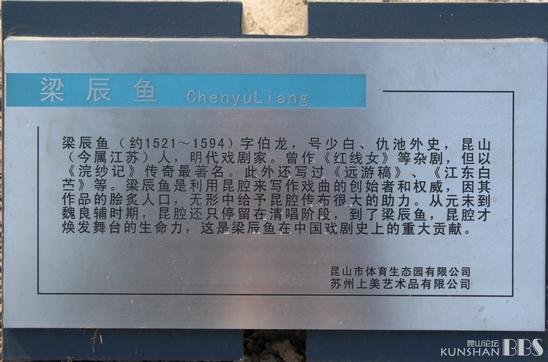 梁辰鱼 ChenyuLiang
梁辰鱼（约1521～1594）字伯龙，号少白、仇池外史，昆山
（今属江苏）人，明代戏剧家。曾作《红线女》等杂剧，但以
《浣纱记》传奇最著名。此外还写过《远游稿》、《江东白
苎》等。梁辰鱼是利用昆腔来写作戏曲的创始者和权威，因其
作品的脍炙人口，无形中给予昆腔传布很大的助力。从元末到
魏良辅时期，昆腔还只停留在清唱阶段，到了梁辰鱼，昆腔才
焕发舞台的生命力，这是梁辰鱼在中国戏剧史上的重大贡献。
昆山市体育生态园有限公司
苏州上美艺术品有限公司
昆山论坛
KUNSHAN BBS